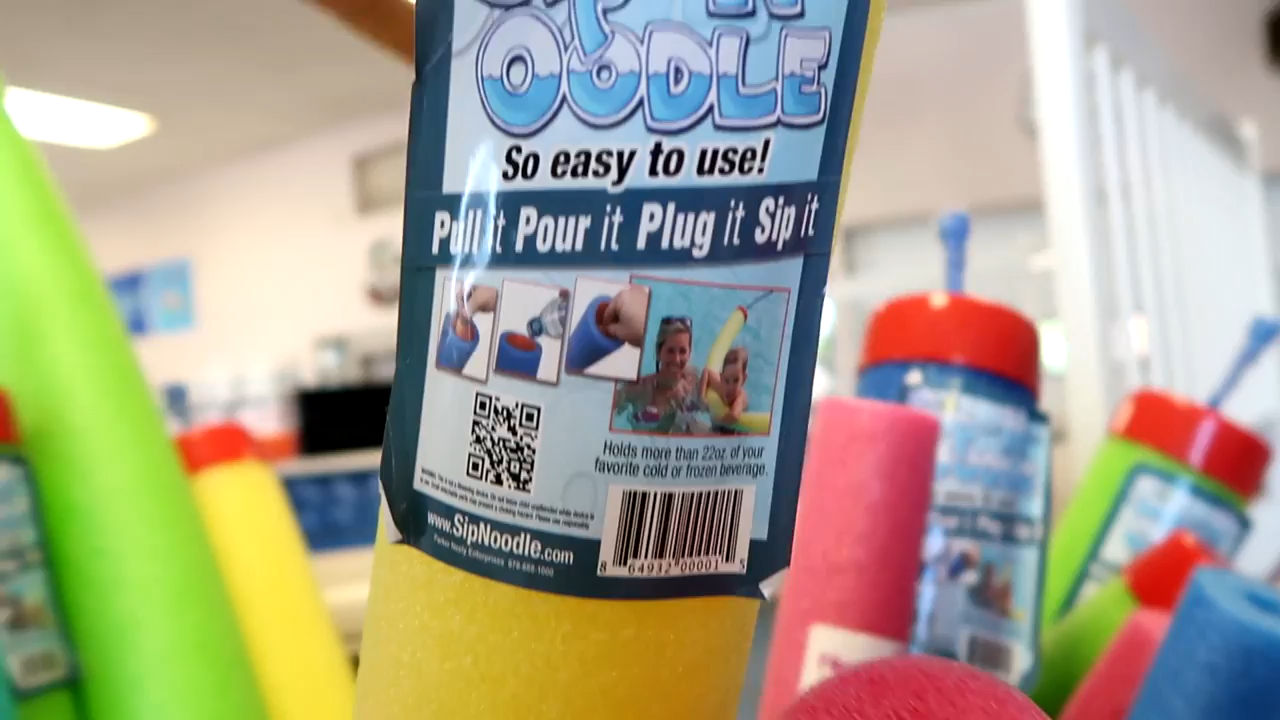 OODLE
So easy to use!
Pull it Pour it Plug it Sip it
Holds more than 22oz. of your
favorite cold or frozen beverage.
www.SipNoodle.com
8 64932 00001 5